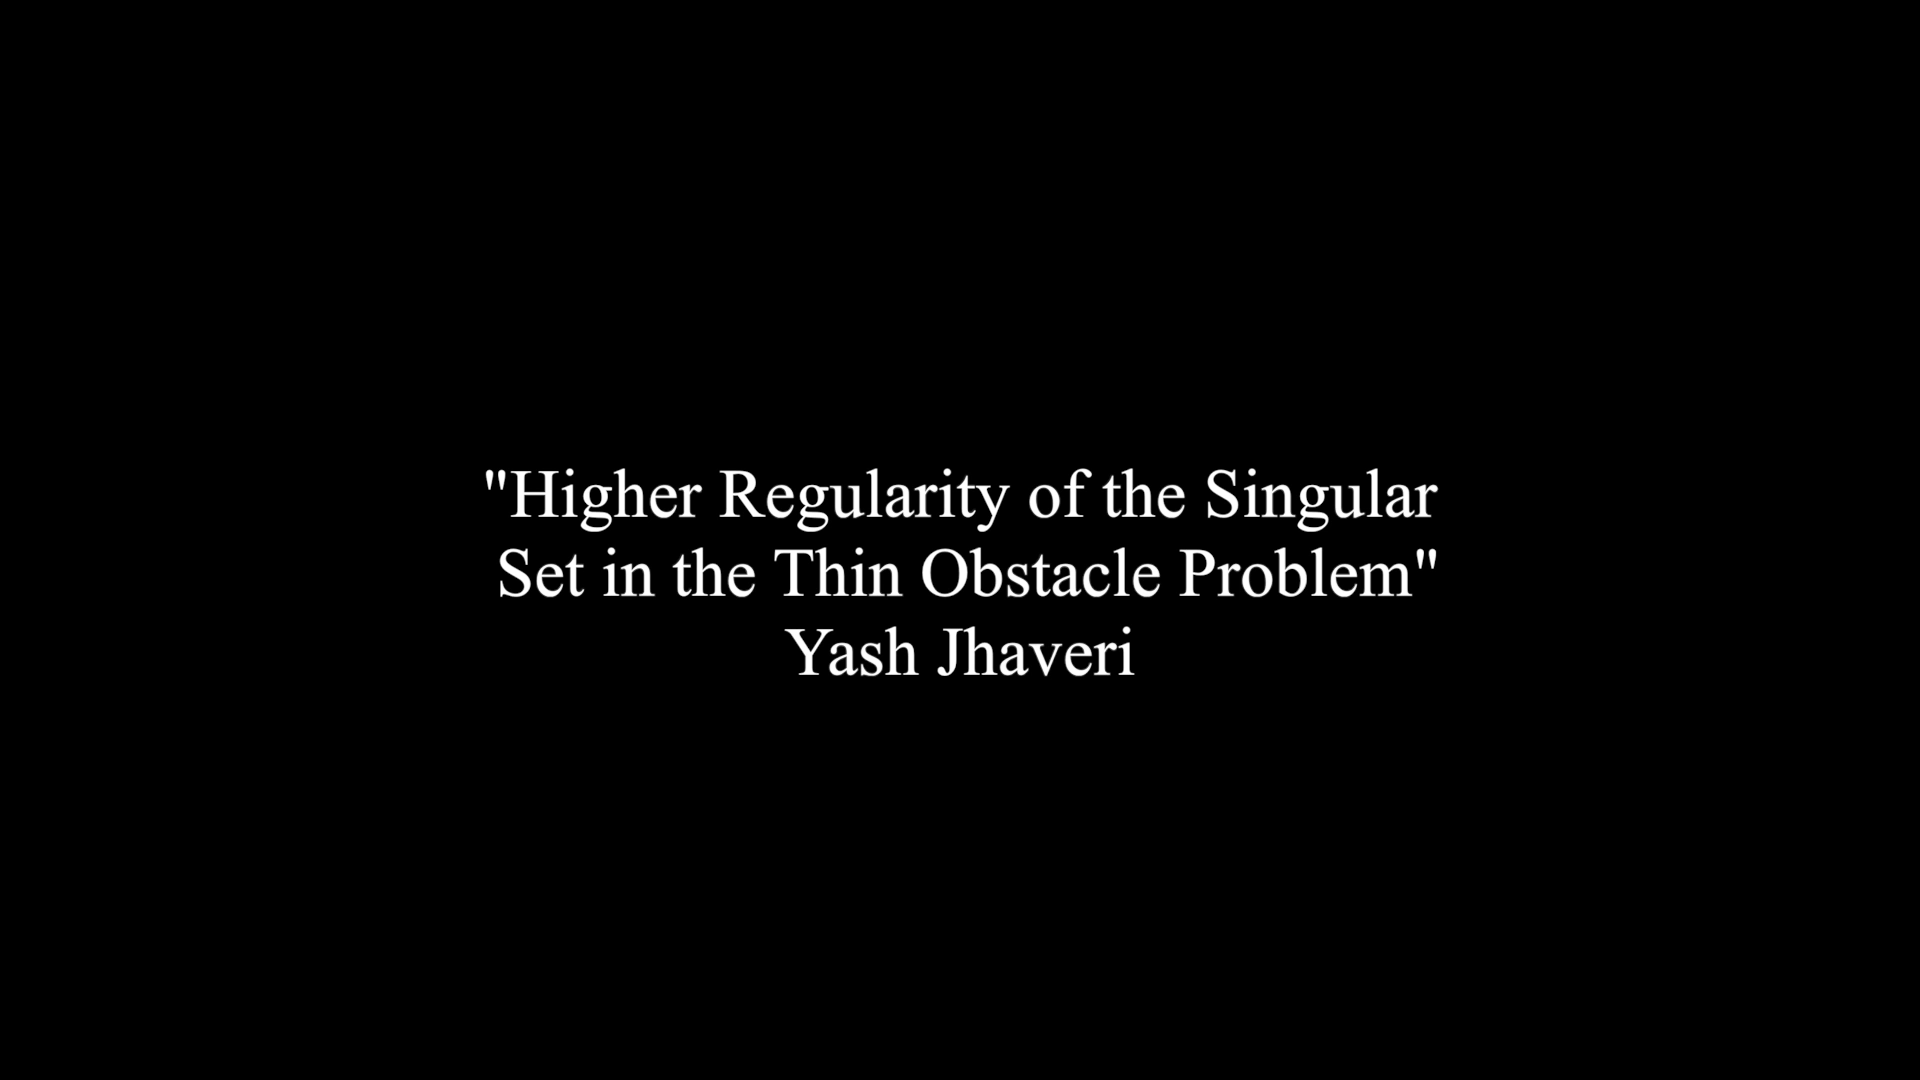 "Higher Regularity of the Singular
Set in the Thin Obstacle Problem"
Yash Jhaveri